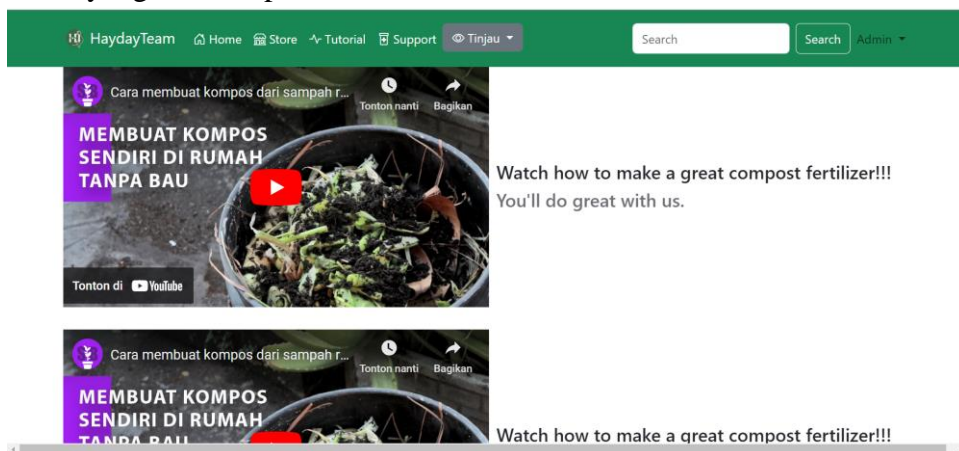 HaydayTeam Home Store Tutorial Support Tinjau Search Search Admin
Cara membuat kompos dari sampah r...
Tonton nanti Bagikan
MEMBUAT KOMPOS
SENDIRI DI RUMAH
TANPA BAU
Tonton di YouTube
Watch how to make a great compost fertilizer!!!
You'll do great with us.
Cara membuat kompos dari sampah r...
Tonton nanti Bagikan
MEMBUAT KOMPOS
SENDIRI DI RUMAH
TANPA BAU
Watch how to make a great compost fertilizer!!!